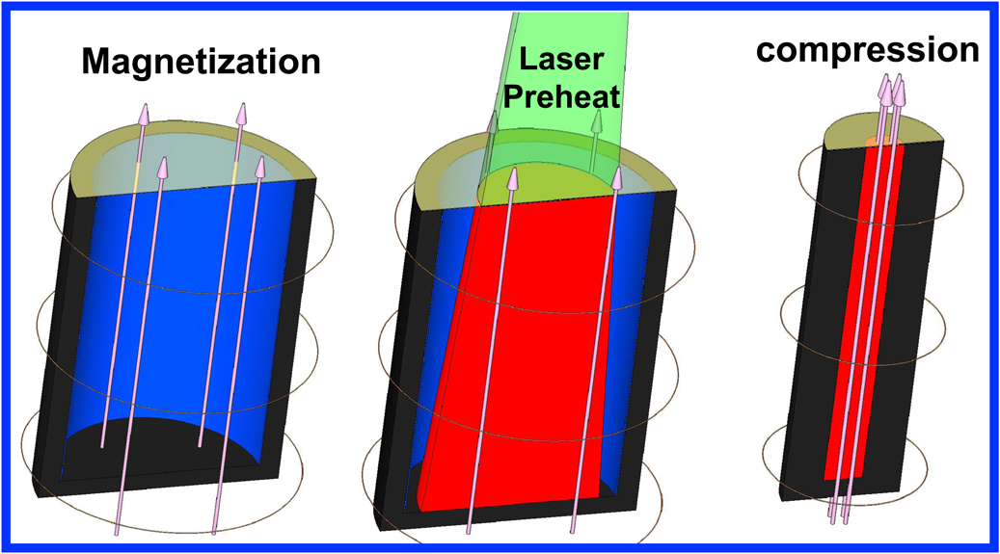 Magnetization
Laser
Preheat
compression